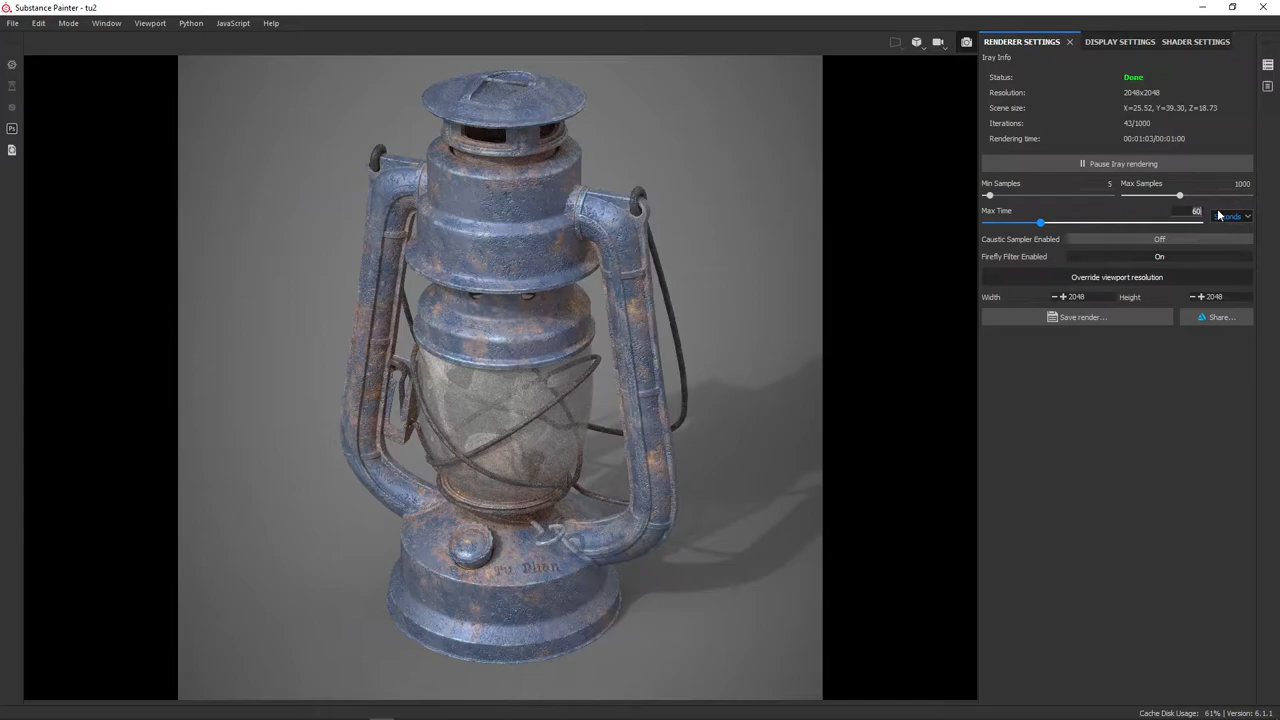 Substance Painter - tu2
File Edit Mode Window Viewport Python JavaScript Help
RENDERER SETTINGS DISPLAY SETTINGS SHADER SETTINGS
Iray Info
Status: Done
Resolution: 2048x2048
Scene size: X=25.52, Y=39.30, Z=18.73
Iterations: 43/1000
Rendering time: 00:01:03/00:01:00
Pause Iray rendering
Min Samples 5 Max Samples 1000
Max Time 60 Seconds
Caustic Sampler Enabled Off
Firefly Filter Enabled On
Override viewport resolution
Width 2048 Height 2048
Save render... Share...
Ps
Cache Disk Usage: 61% | Version: 6.1.1